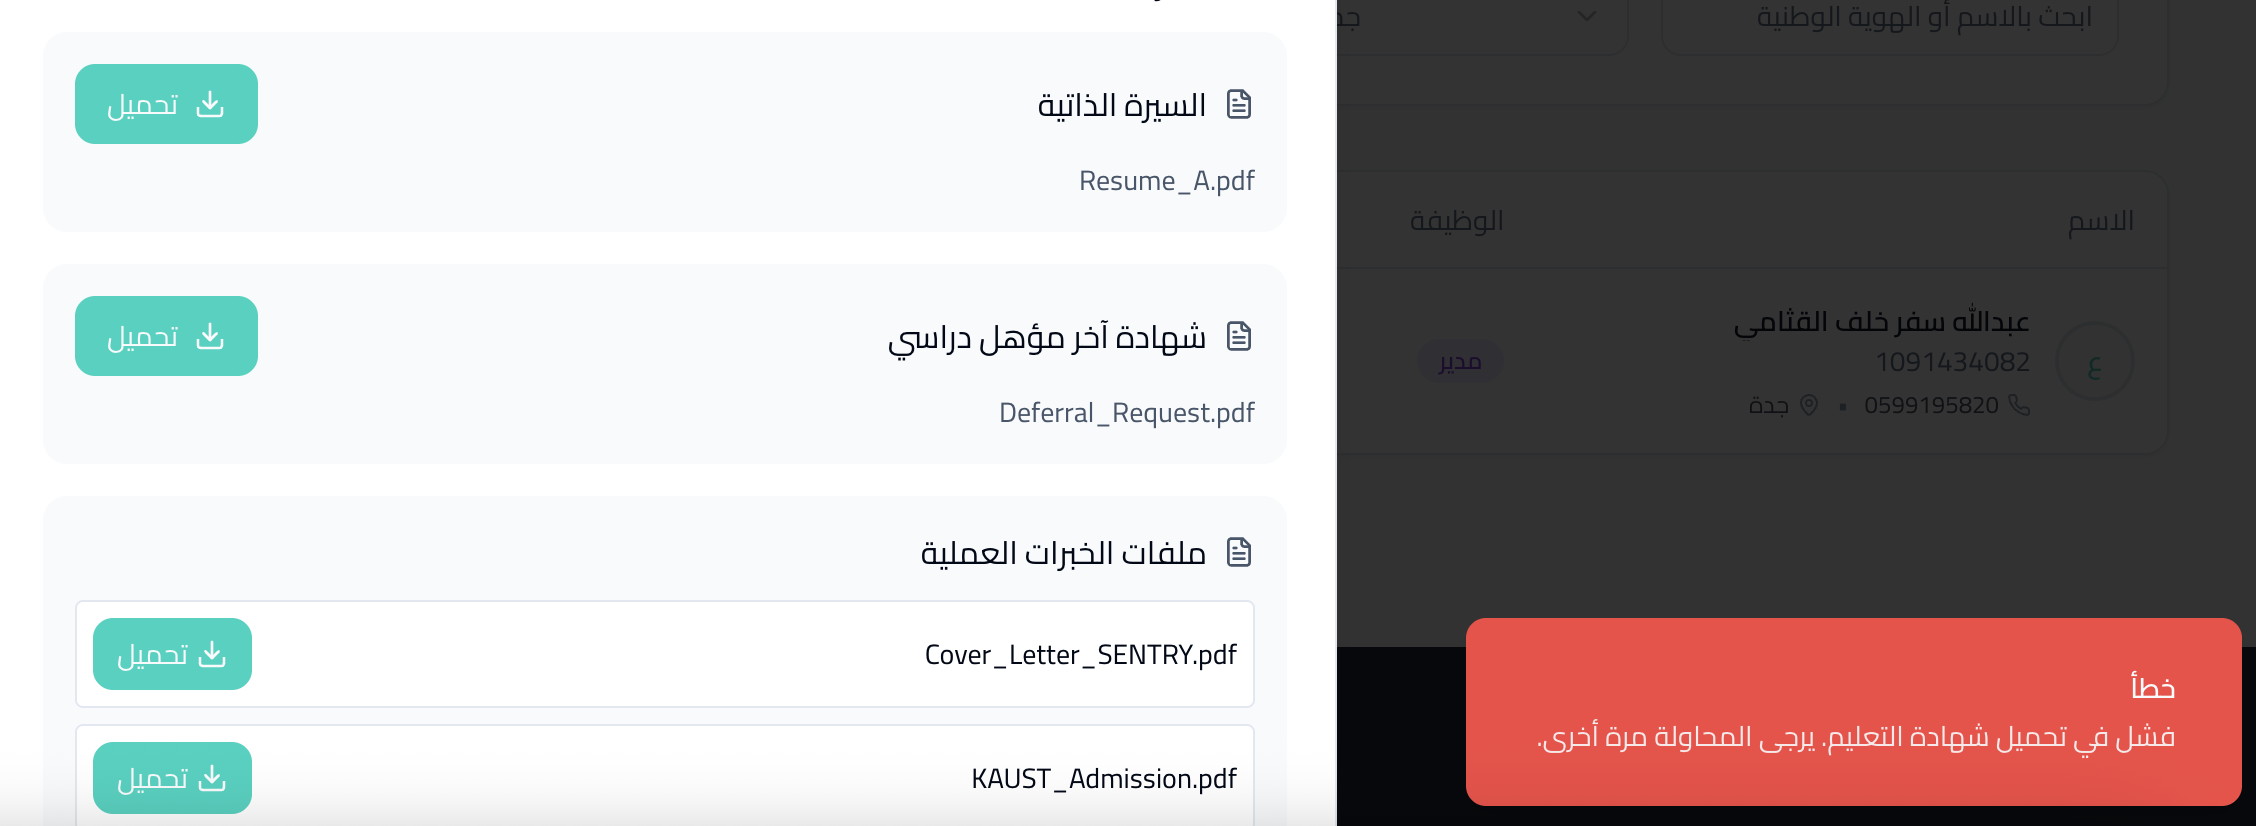 ابحث بالاسم أو الهوية الوطنية
الاسم
الوظيفة
ع
عبدالله سفر خلف القثامي
1091434082
0599195820 ▪ جدة
مدير
السيرة الذاتية
تحميل
Resume_A.pdf
شهادة آخر مؤهل دراسي
تحميل
Deferral_Request.pdf
ملفات الخبرات العملية
Cover_Letter_SENTRY.pdf
تحميل
KAUST_Admission.pdf
تحميل
خطأ
فشل في تحميل شهادة التعليم. يرجى المحاولة مرة أخرى.